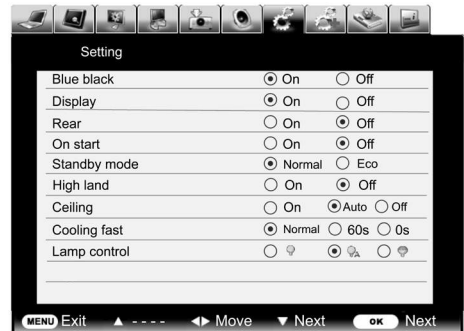 Setting
Blue black On Off
Display On Off
Rear On Off
On start On Off
Standby mode Normal Eco
High land On Off
Ceiling On Auto Off
Cooling fast Normal 60s 0s
Lamp control A
MENU Exit ▲ - - - - ◀▶ Move ▼ Next OK Next